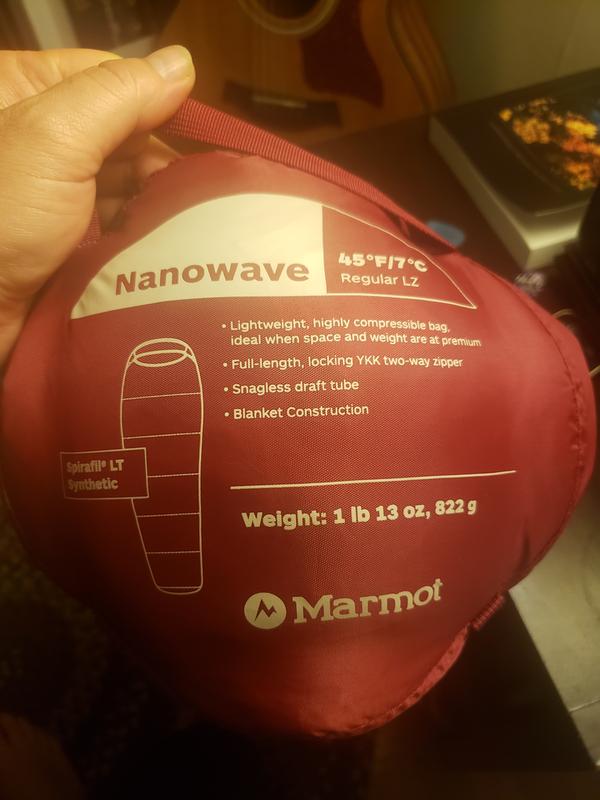 Nanowave
45°F/7°C
Regular LZ
• Lightweight, highly compressible bag,
ideal when space and weight are at premium
• Full-length, locking YKK two-way zipper
• Snagless draft tube
• Blanket Construction
Spirafil® LT
Synthetic
Weight: 1 lb 13 oz, 822 g
Marmot